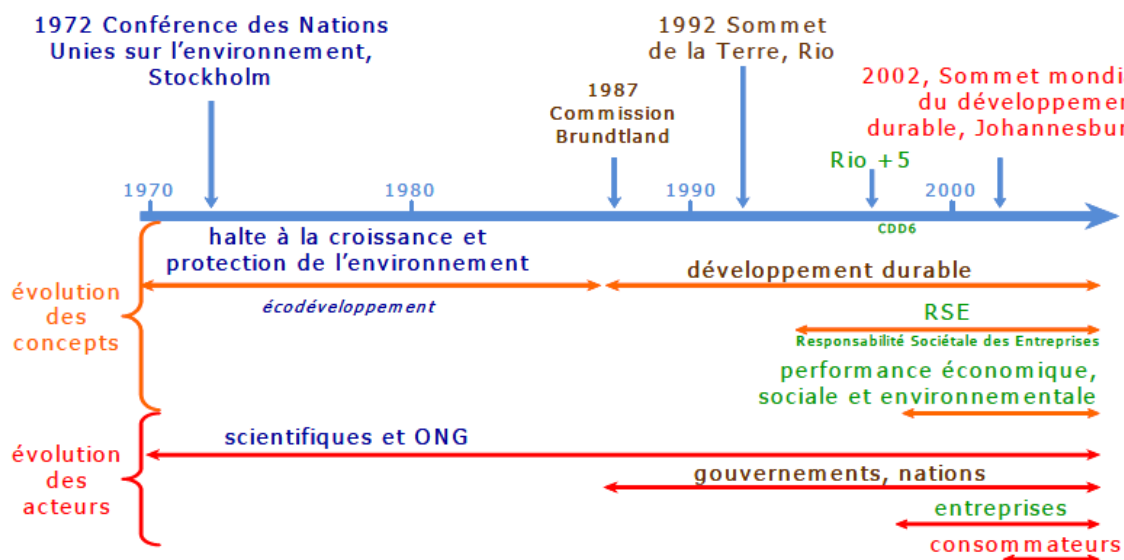 1972 Conférence des Nations
Unies sur l'environnement,
Stockholm
1987
Commission
Brundtland
1992 Sommet
de la Terre, Rio
2002, Sommet mondi
du développemen
durable, Johannesbur
Rio +5
1970
1980
1990
2000
CDD6
évolution
des
concepts
halte à la croissance et
protection de l'environnement
écodéveloppement
développement durable
RSE
Responsabilité Sociétale des Entreprises
performance économique,
sociale et environnementale
évolution
des
acteurs
scientifiques et ONG
gouvernements, nations
entreprises
consommateurs